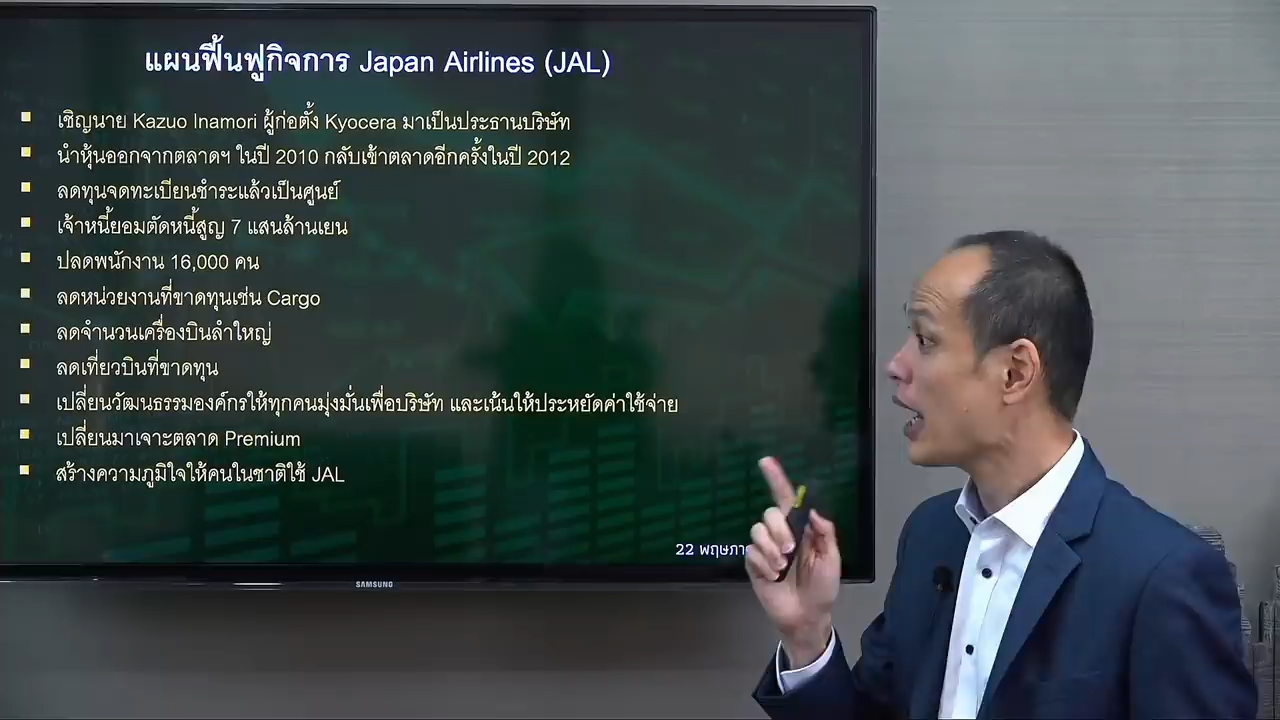 แผนฟื้นฟูกิจการ Japan Airlines (JAL)
เชิญนาย Kazuo Inamori ผู้ก่อตั้ง Kyocera มาเป็นประธานบริษัท
นำหุ้นออกจากตลาดฯ ในปี 2010 กลับเข้าตลาดอีกครั้งในปี 2012
ลดทุนจดทะเบียนชำระแล้วเป็นศูนย์
เจ้าหนี้ยอมตัดหนี้สูญ 7 แสนล้านเยน
ปลดพนักงาน 16,000 คน
ลดหน่วยงานที่ขาดทุนเช่น Cargo
ลดจำนวนเครื่องบินลำใหญ่
ลดเที่ยวบินที่ขาดทุน
เปลี่ยนวัฒนธรรมองค์กรให้ทุกคนมุ่งมั่นเพื่อบริษัท และเน้นให้ประหยัดค่าใช้จ่าย
เปลี่ยนมาเจาะตลาด Premium
สร้างความภูมิใจให้คนในชาติใช้ JAL
22
SAMSUNG